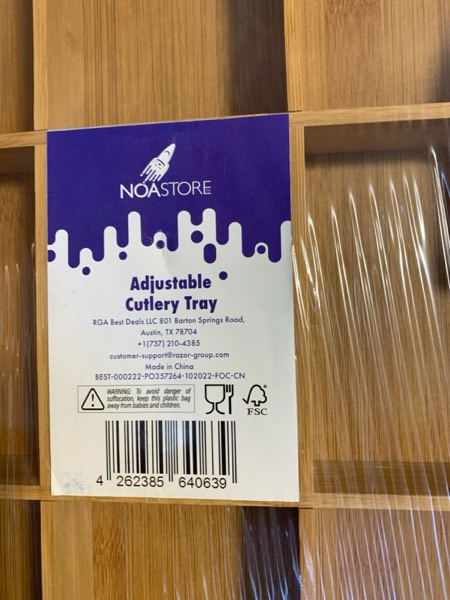 NOASTORE
Adjustable
Cutlery Tray
RGA Best Deals LLC 801 Barton Springs Road,
Austin, TX 78704
+1(737) 210-4385
customer-support@razor-group.com
Made in China
BEST-000222-PO357264-102022-FOC-CN
WARNING: To avoid danger of
suffocation, keep this plastic bag
away from babies and children.
FSC
4 262385 640639